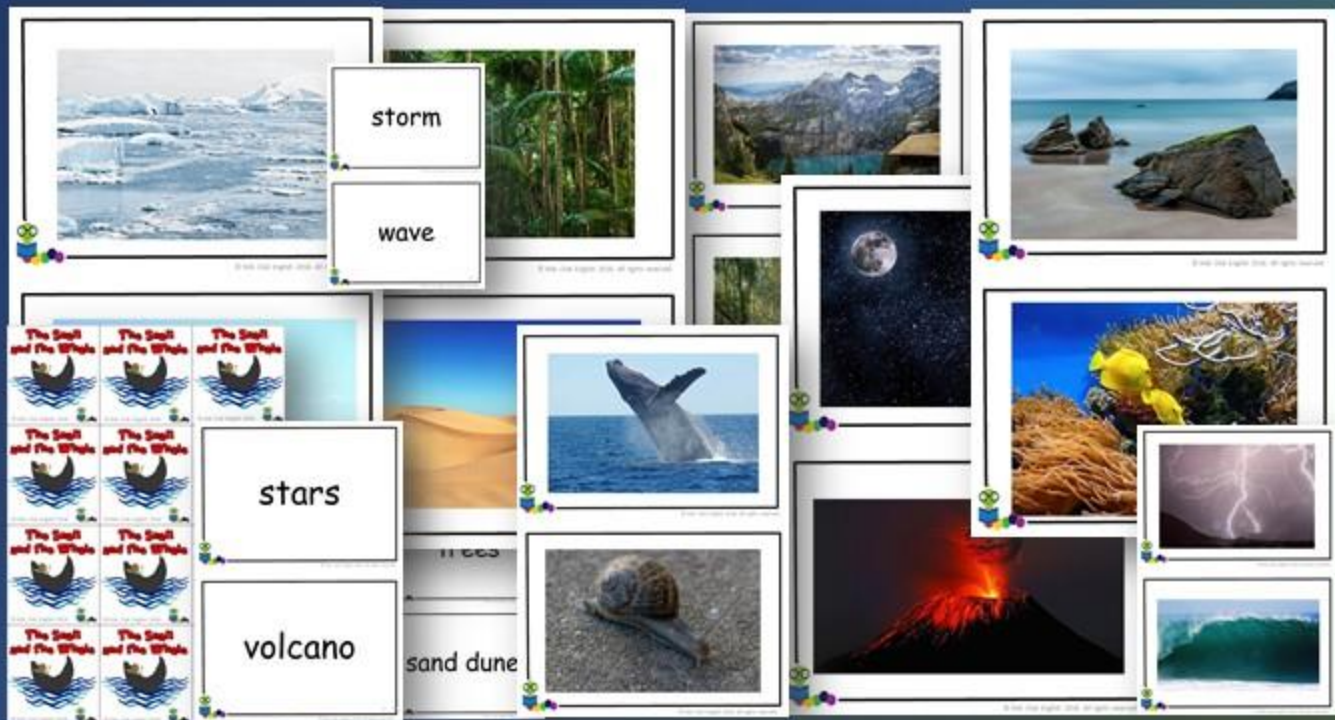 storm
wave
The Snail
and The Whale
The Snail
and The Whale
The Snail
and The Whale
The Snail
and The Whale
The Snail
and The Whale
stars
The Snail
and The Whale
The Snail
and The Whale
trees
volcano
sand dune
The Snail
and The Whale
The Snail
and The Whale